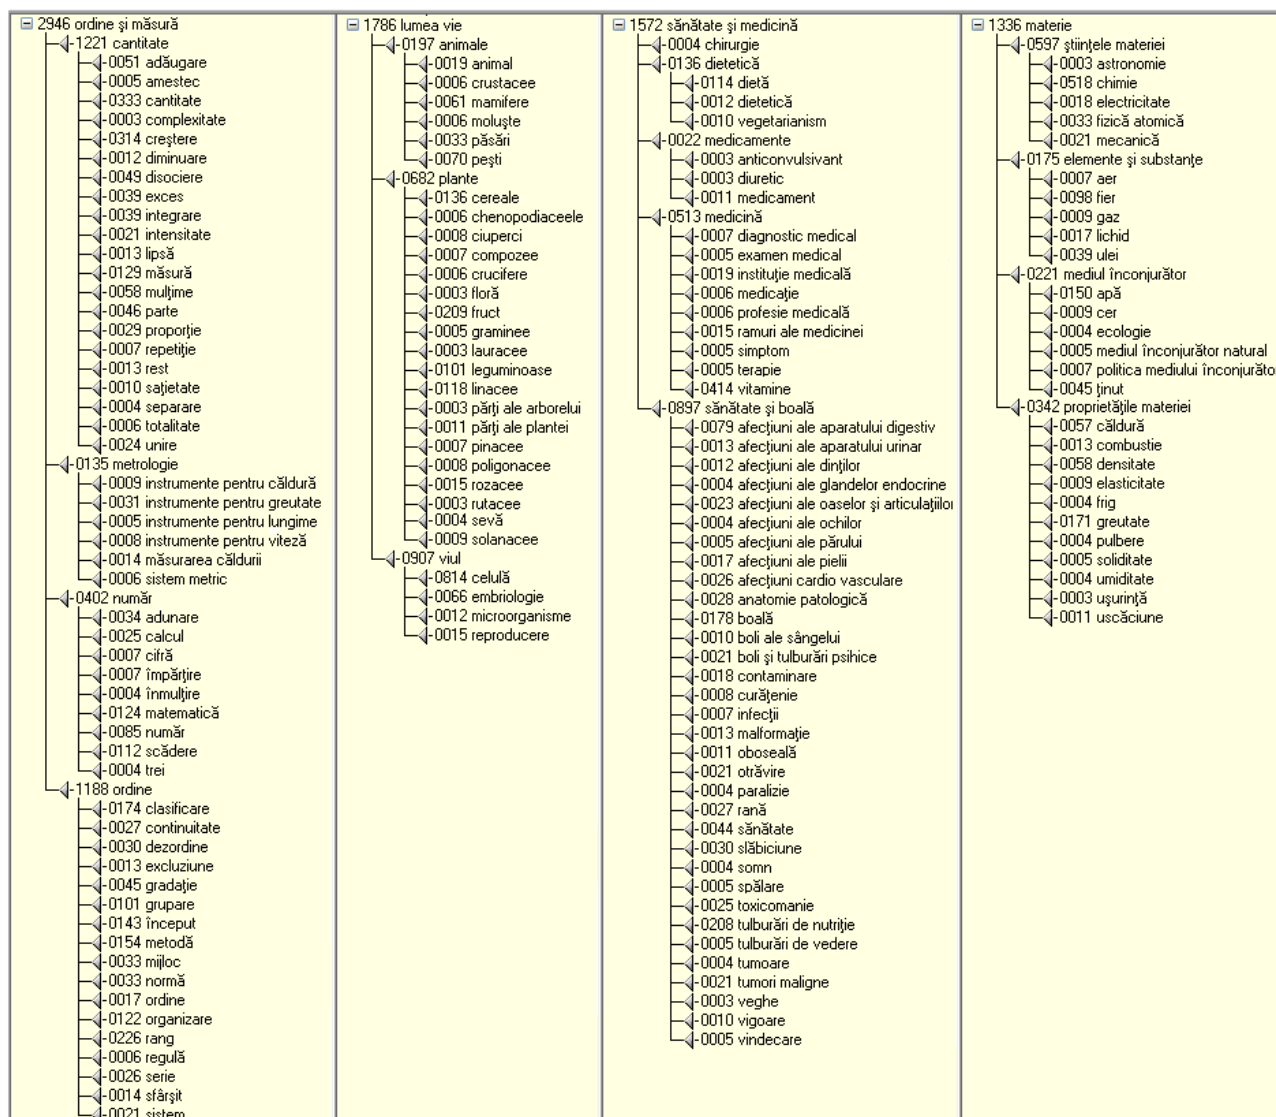 2946 ordine şi măsură
1221 cantitate
0051 adăugare
0005 amestec
0333 cantitate
0003 complexitate
0314 creştere
0012 diminuare
0049 disociere
0039 exces
0039 integrare
0021 intensitate
0013 lipsă
0129 măsură
0058 mulţime
0046 parte
0029 proporţie
0007 repetiţie
0013 rest
0010 saţietate
0004 separare
0006 totalitate
0024 unire
0135 metrologie
0009 instrumente pentru căldură
0031 instrumente pentru greutate
0005 instrumente pentru lungime
0008 instrumente pentru viteză
0014 măsurarea căldurii
0006 sistem metric
0402 număr
0034 adunare
0025 calcul
0007 cifră
0007 împărţire
0004 înmulţire
0124 matematică
0085 număr
0112 scădere
0004 trei
1188 ordine
0174 clasificare
0027 continuitate
0030 dezordine
0013 excluziune
0045 gradaţie
0101 grupare
0143 început
0154 metodă
0033 mijloc
0033 normă
0017 ordine
0122 organizare
0226 rang
0006 regulă
0026 serie
0014 sfârşit
0021 sistem
1786 lumea vie
0197 animale
0019 animal
0006 crustacee
0061 mamifere
0006 moluşte
0033 păsări
0070 peşti
0682 plante
0136 cereale
0006 chenopodiaceele
0008 ciuperci
0007 compozee
0006 crucifere
0003 floră
0209 fruct
0005 graminee
0003 lauracee
0101 leguminoase
0118 linacee
0003 părţi ale arborelui
0011 părţi ale plantei
0007 pinacee
0008 poligonacee
0015 rozacee
0003 rutacee
0004 sevă
0009 solanacee
0907 viul
0814 celulă
0066 embriologie
0012 microorganisme
0015 reproducere
1572 sănătate şi medicină
0004 chirurgie
0136 dietetică
0114 dietă
0012 dietetică
0010 vegetarianism
0022 medicamente
0003 anticonvulsivant
0003 diuretic
0011 medicament
0513 medicină
0007 diagnostic medical
0005 examen medical
0019 instituţie medicală
0006 medicaţie
0006 profesie medicală
0015 ramuri ale medicinei
0005 simptom
0005 terapie
0414 vitamine
0897 sănătate şi boală
0079 afecţiuni ale aparatului digestiv
0013 afecţiuni ale aparatului urinar
0012 afecţiuni ale dinţilor
0004 afecţiuni ale glandelor endocrine
0023 afecţiuni ale oaselor şi articulaţiilor
0004 afecţiuni ale ochilor
0005 afecţiuni ale părului
0017 afecţiuni ale pielii
0026 afecţiuni cardio vasculare
0028 anatomie patologică
0178 boală
0010 boli ale sângelui
0021 boli şi tulburări psihice
0018 contaminare
0008 curăţenie
0007 infecţii
0013 malformaţie
0011 oboseală
0021 otrăvire
0004 paralizie
0027 rană
0044 sănătate
0030 slăbiciune
0004 somn
0005 spălare
0025 toxicomanie
0208 tulburări de nutriţie
0005 tulburări de vedere
0004 tumoare
0021 tumori maligne
0003 veghe
0010 vigoare
0005 vindecare
1336 materie
0597 ştiinţele materiei
0003 astronomie
0518 chimie
0018 electricitate
0033 fizică atomică
0021 mecanică
0175 elemente şi substanţe
0007 aer
0098 fier
0009 gaz
0017 lichid
0039 ulei
0221 mediul înconjurător
0150 apă
0009 cer
0004 ecologie
0005 mediul înconjurător natural
0007 politica mediului înconjurăto
0045 ţinut
0342 proprietăţile materiei
0057 căldură
0013 combustie
0058 densitate
0009 elasticitate
0004 frig
0171 greutate
0004 pulbere
0005 soliditate
0004 umiditate
0003 uşurinţă
0011 uscăciune